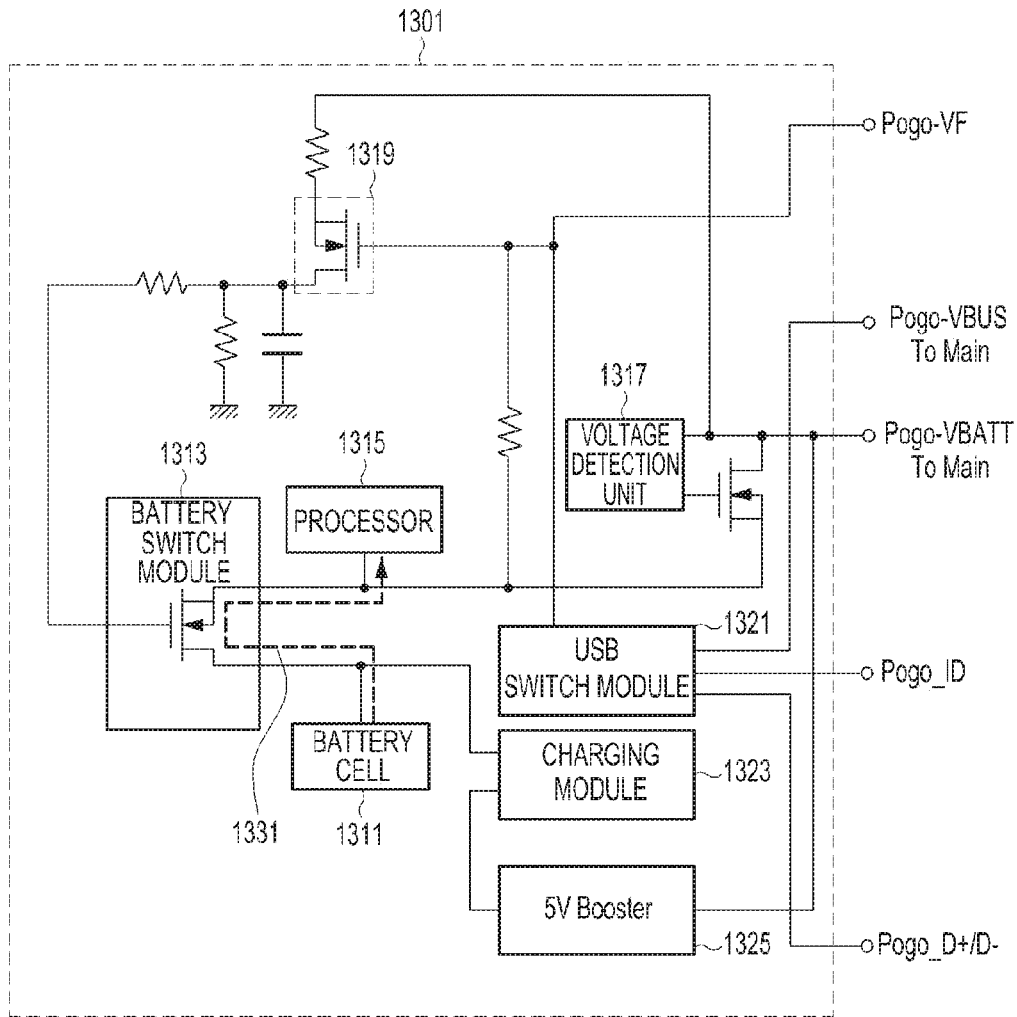 1301
Pogo-VF
1319
Pogo-VBUS
To Main
1317
VOLTAGE
DETECTION
UNIT
Pogo-VBATT
To Main
1313
BATTERY
SWITCH
MODULE
1315
PROCESSOR
1321
USB
SWITCH MODULE
Pogo_ID
BATTERY
CELL
1331
1311
CHARGING
MODULE
1323
5V Booster
1325
Pogo_D+/D-